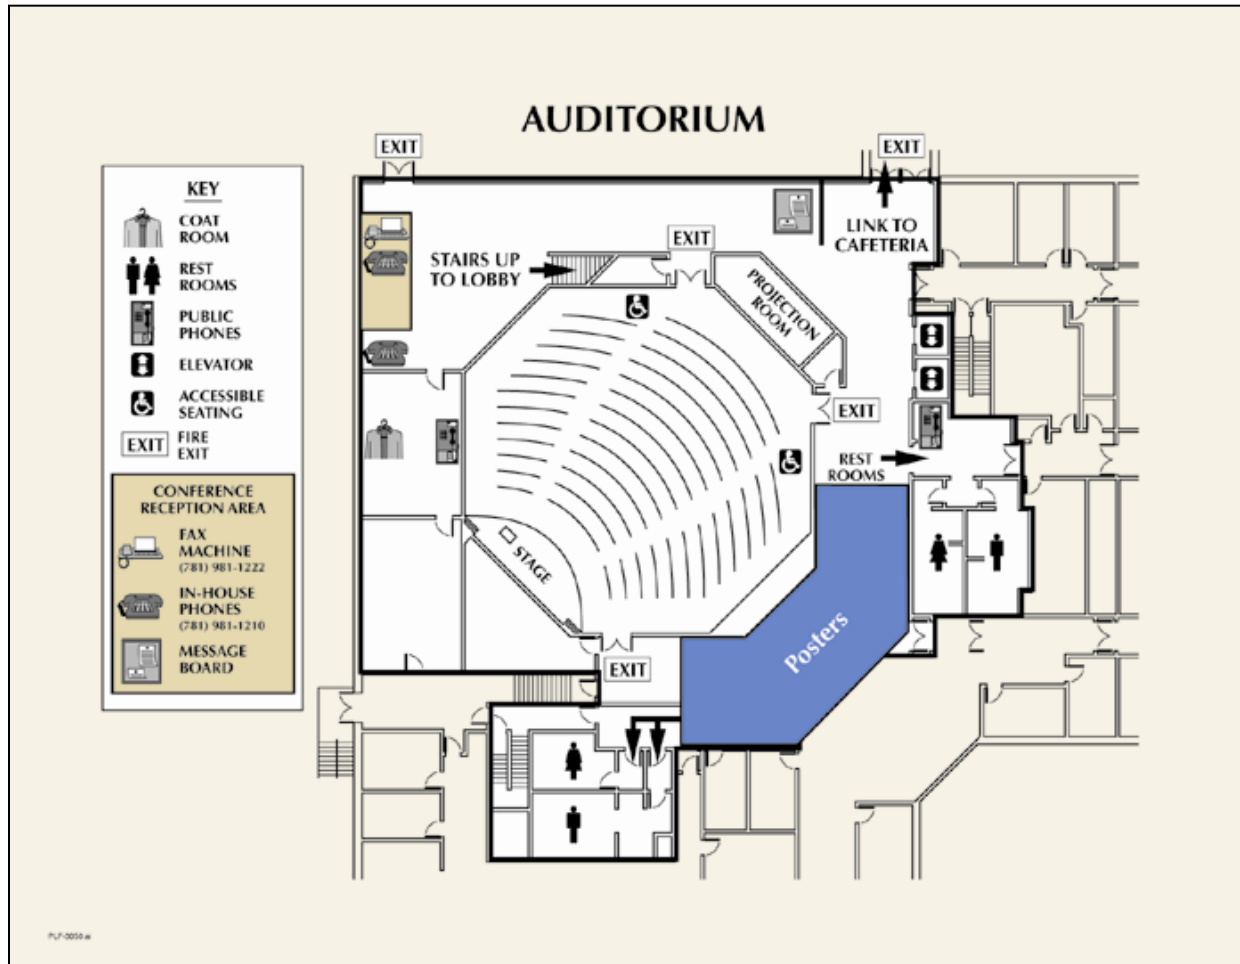 AUDITORIUM
EXIT
EXIT
KEY
COAT
ROOM
REST
ROOMS
PUBLIC
PHONES
ELEVATOR
ACCESSIBLE
SEATING
EXIT
FIRE
EXIT
CONFERENCE
RECEPTION AREA
FAX
MACHINE
(781) 981-1222
IN-HOUSE
PHONES
(781) 981-1210
MESSAGE
BOARD
LINK TO
CAFETERIA
EXIT
STAIRS UP
TO LOBBY
PROJECTION
ROOM
EXIT
REST
ROOMS
STAGE
Posters
EXIT